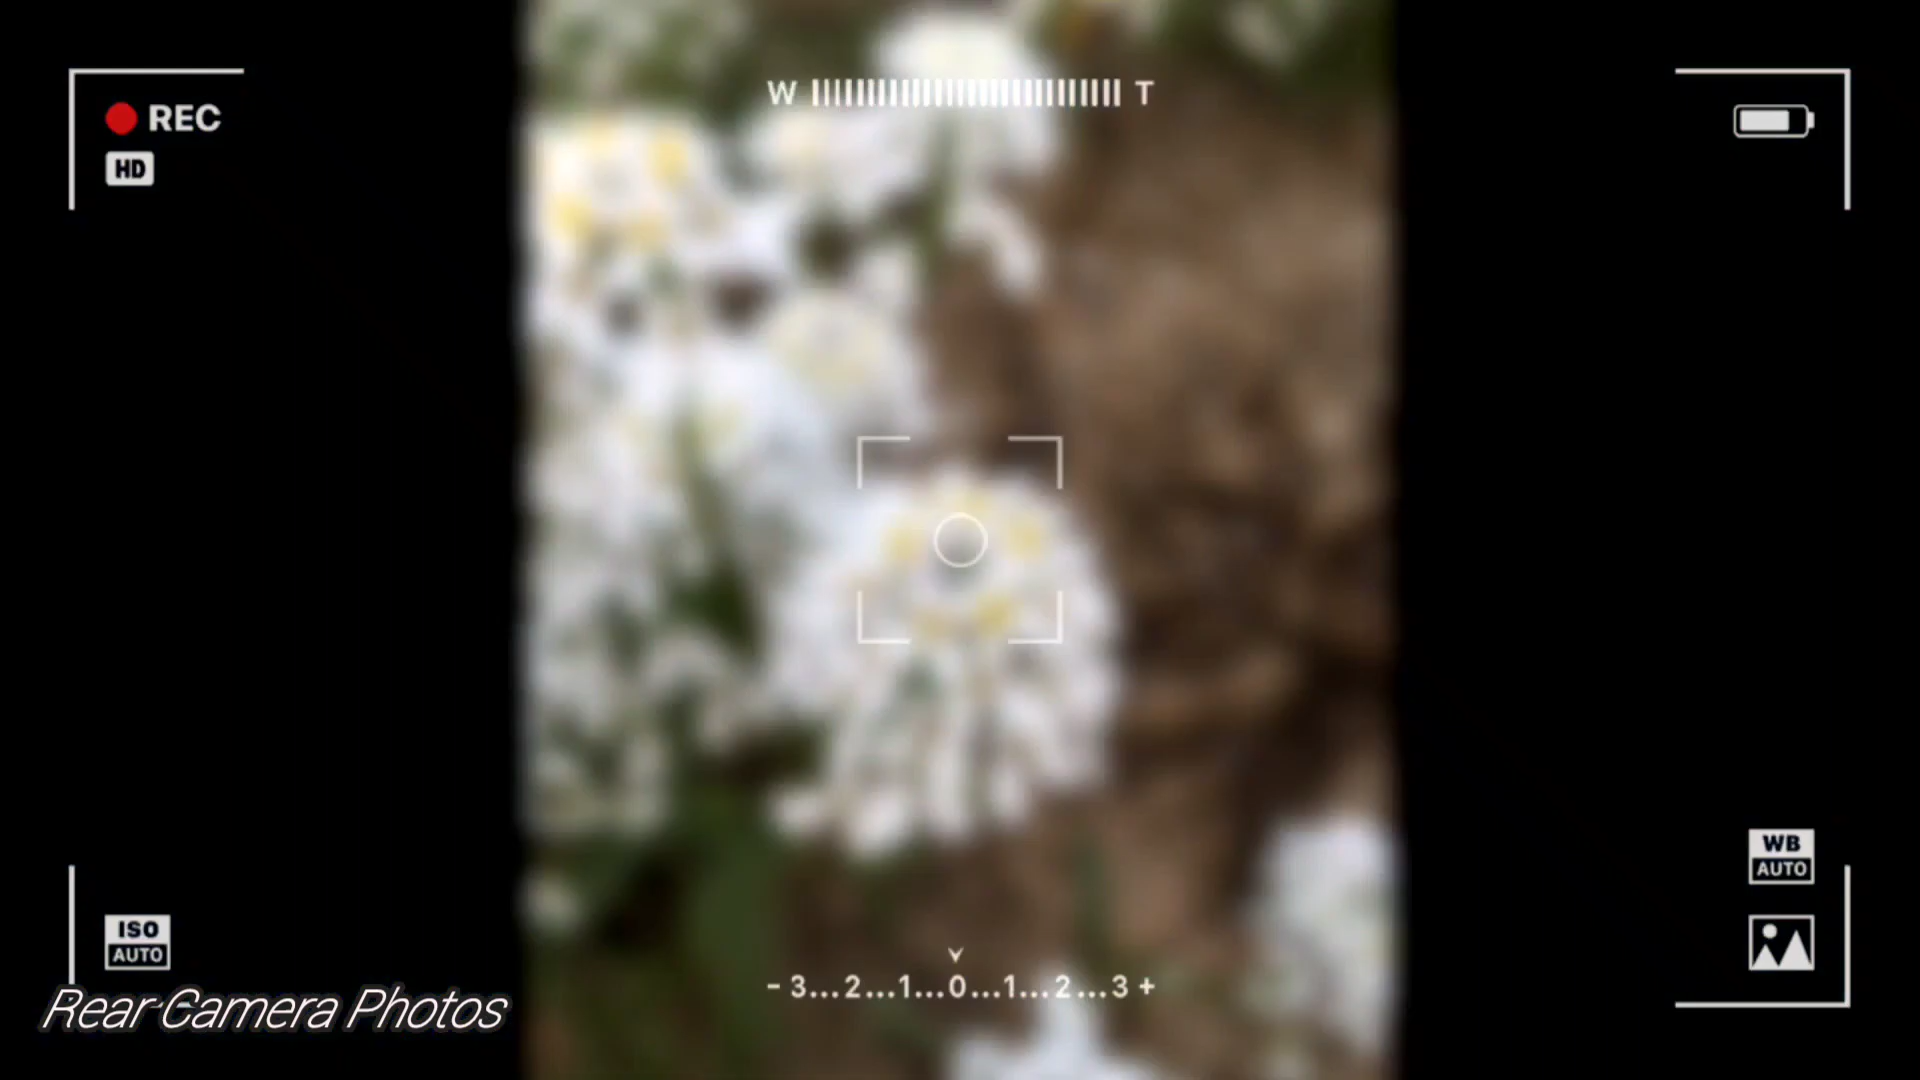 W T
REC
HD
WB
AUTO
ISO
AUTO
- 3...2...1...0...1...2...3 +
Rear Camera Photos